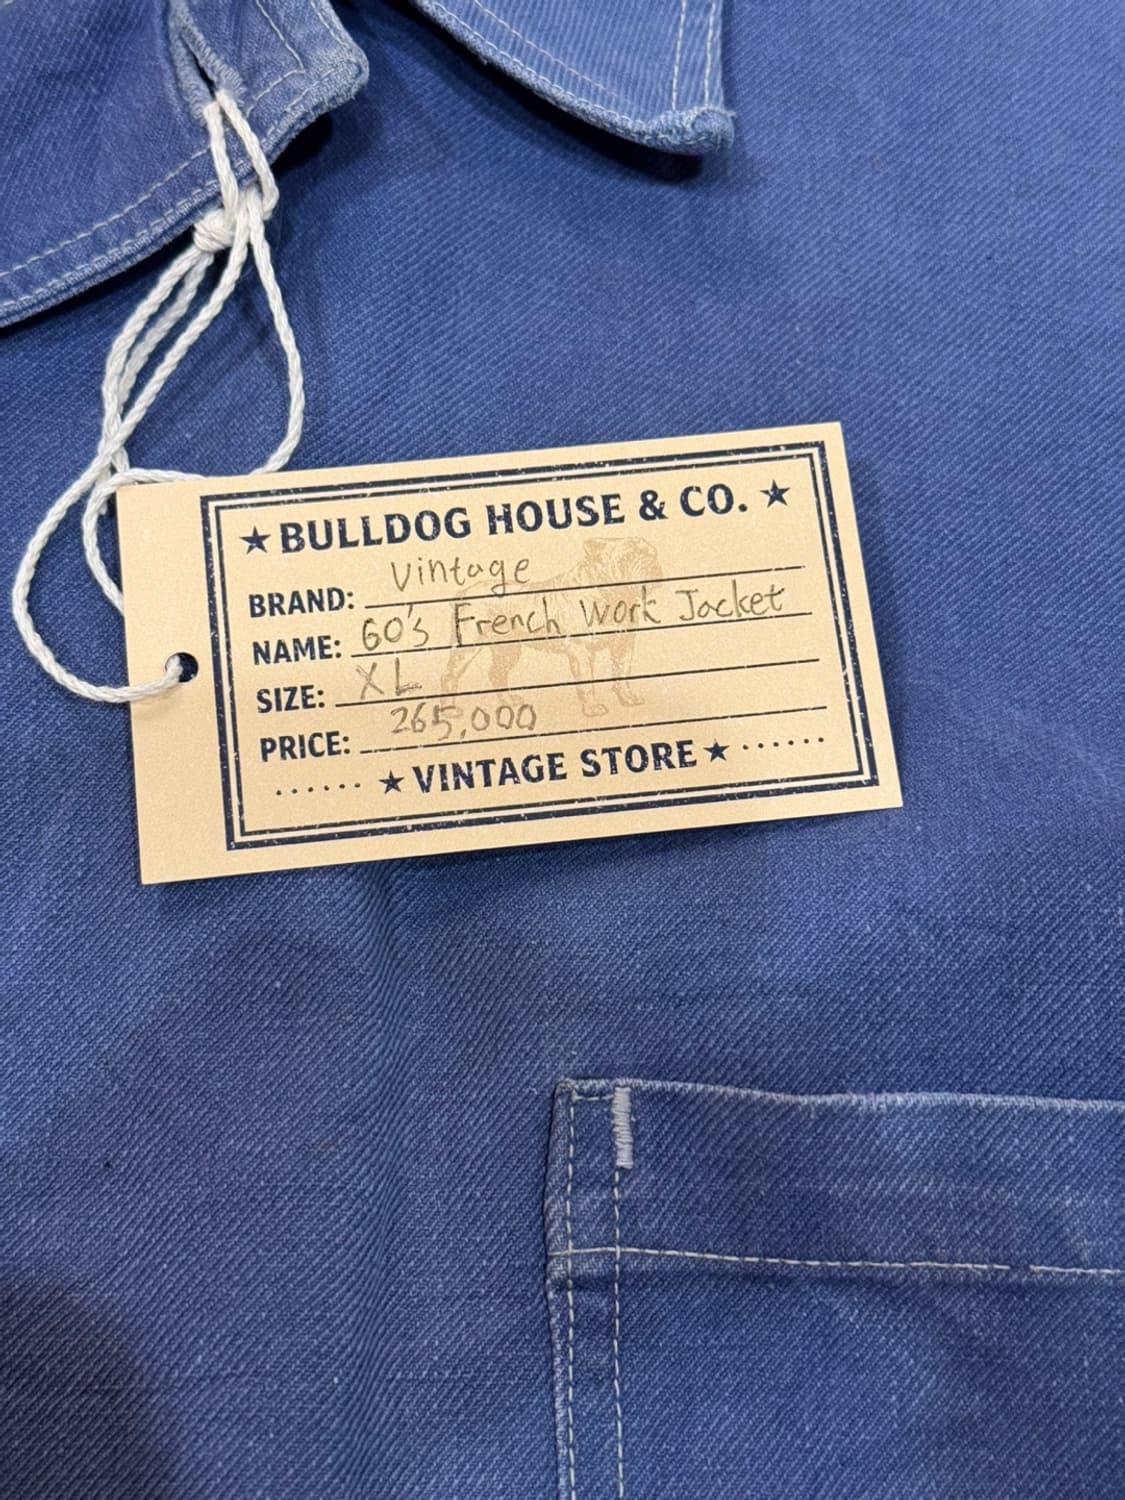 ★ BULLDOG HOUSE & CO. ★
BRAND: Vintage
NAME: 60's French Work Jacket
SIZE: XL
PRICE: 265,000
...... ★ VINTAGE STORE ★ ......